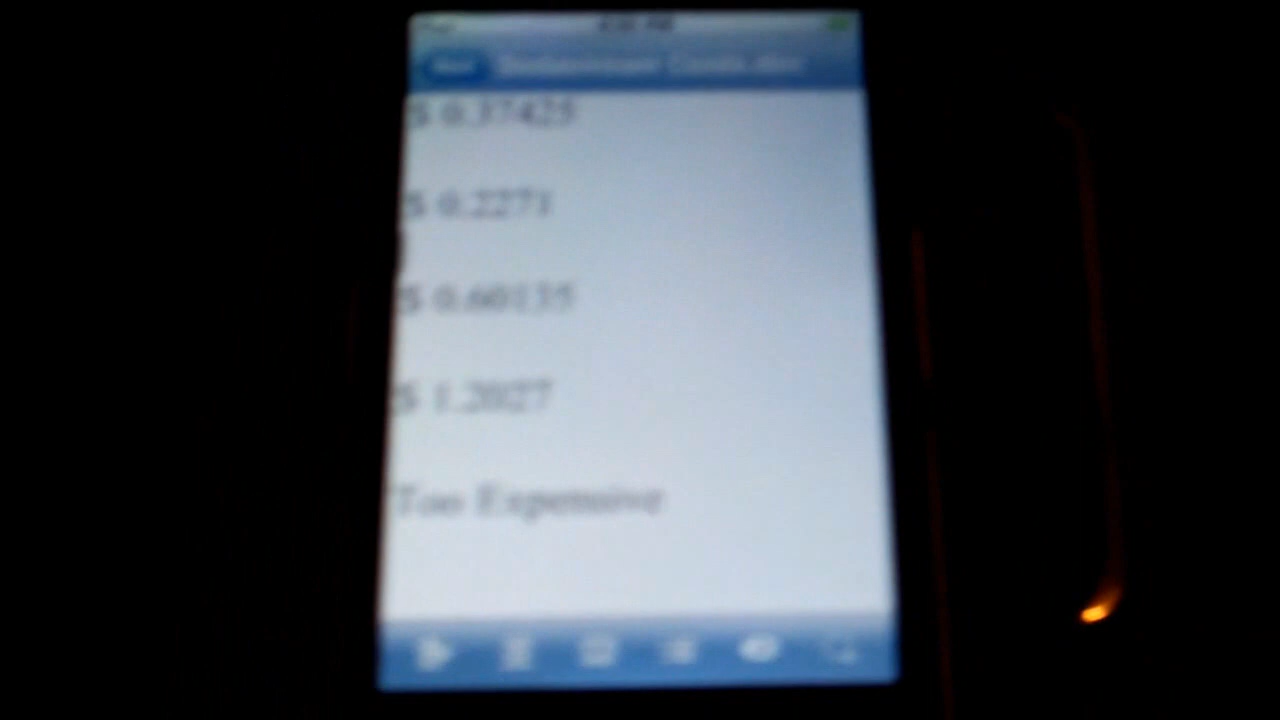 $ 0.37425
$ 0.2271
$ 0.60135
$ 1.2027
Too Expensive